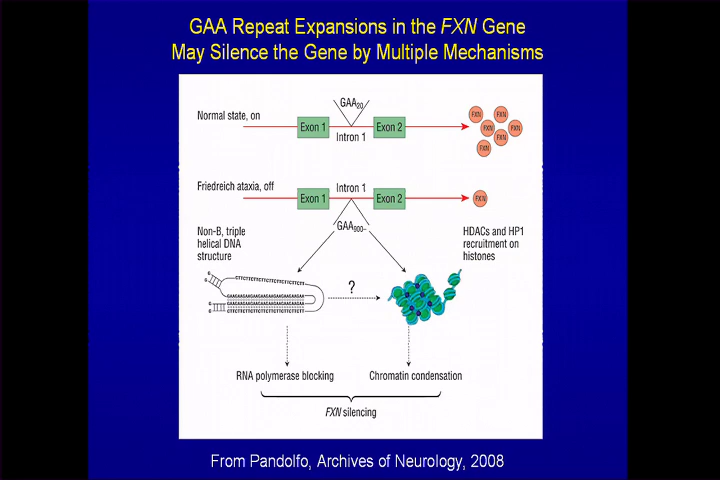 GAA Repeat Expansions in the FXN Gene
May Silence the Gene by Multiple Mechanisms
GAA20
Normal state, on
Exon 1
Intron 1
Exon 2
FXN
FXN
FXN
FXN
FXN
FXN
Friedreich ataxia, off
Exon 1
Intron 1
Exon 2
FXN
GAA900–
Non-B, triple
helical DNA
structure
HDACs and HP1
recruitment on
histones
G
G
CTTCTTCTTCTTCTTCTTCTTCTT
?
G
G
RNA polymerase blocking
Chromatin condensation
FXN silencing
From Pandolfo, Archives of Neurology, 2008